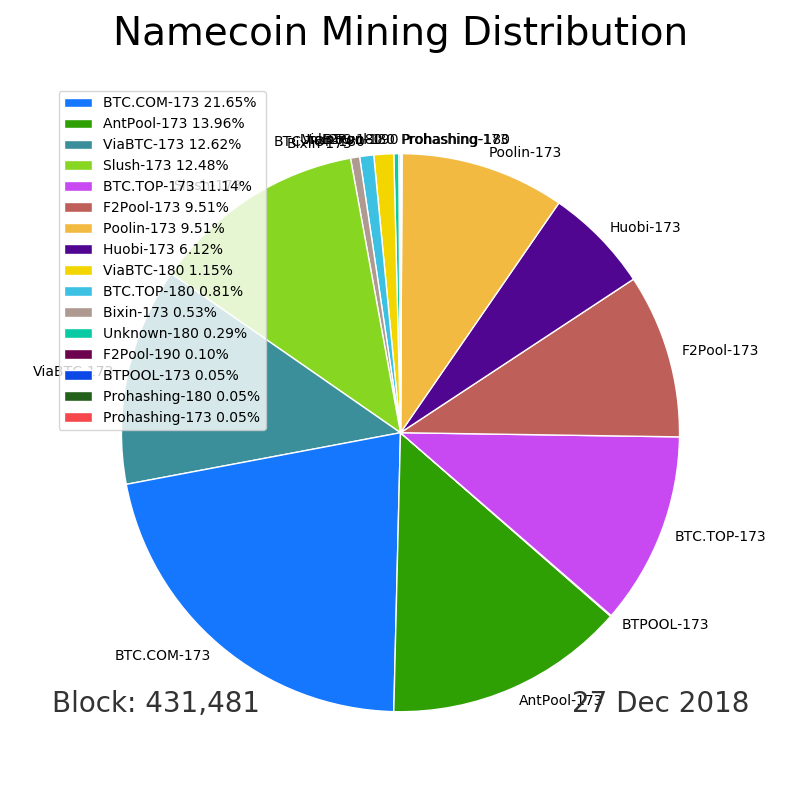 Namecoin Mining Distribution
BTC.COM-173 21.65%
AntPool-173 13.96%
ViaBTC-173 12.62%
Slush-173 12.48%
BTC.TOP-173 11.14%
F2Pool-173 9.51%
Poolin-173 9.51%
Huobi-173 6.12%
ViaBTC-180 1.15%
BTC.TOP-180 0.81%
Bixin-173 0.53%
Unknown-180 0.29%
F2Pool-190 0.10%
BTPOOL-173 0.05%
Prohashing-180 0.05%
Prohashing-173 0.05%
Poolin-173
Huobi-173
F2Pool-173
BTC.TOP-173
BTPOOL-173
AntPool-173
BTC.COM-173
ViaBTC-173
Bixin-173
Block: 431,481
27 Dec 2018